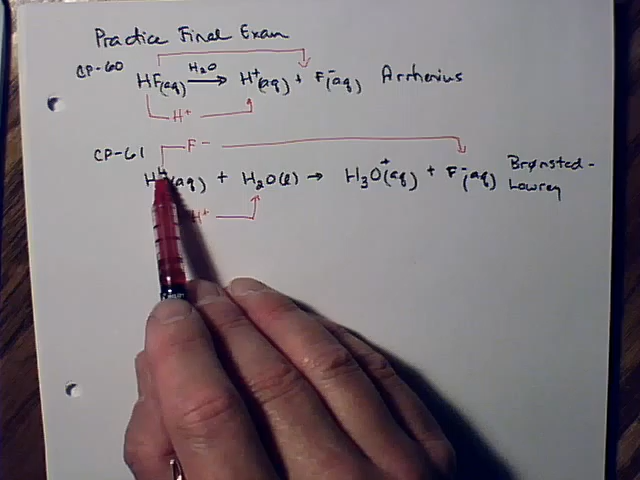 Practice Final Exam
CP-60 HF(aq) H₂O → H⁺(aq) + F⁻(aq) Arrhenius
H⁺
CP-61 F⁻
(aq) + H₂O(l) → H₃O⁺(aq) + F⁻(aq) Brønsted-
Lowrey
H⁺